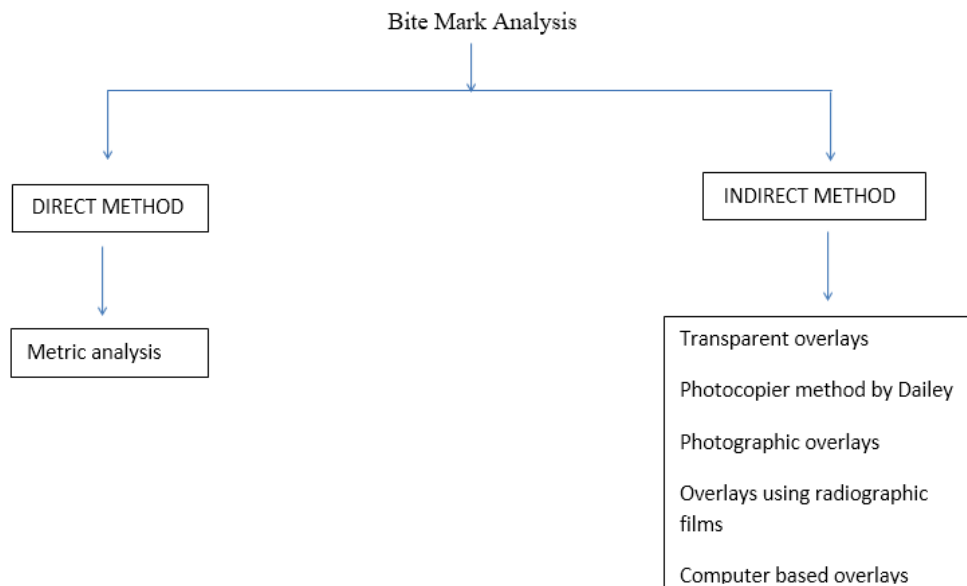 Bite Mark Analysis
DIRECT METHOD
INDIRECT METHOD
Metric analysis
Transparent overlays
Photocopier method by Dailey
Photographic overlays
Overlays using radiographic
films
Computer based overlays